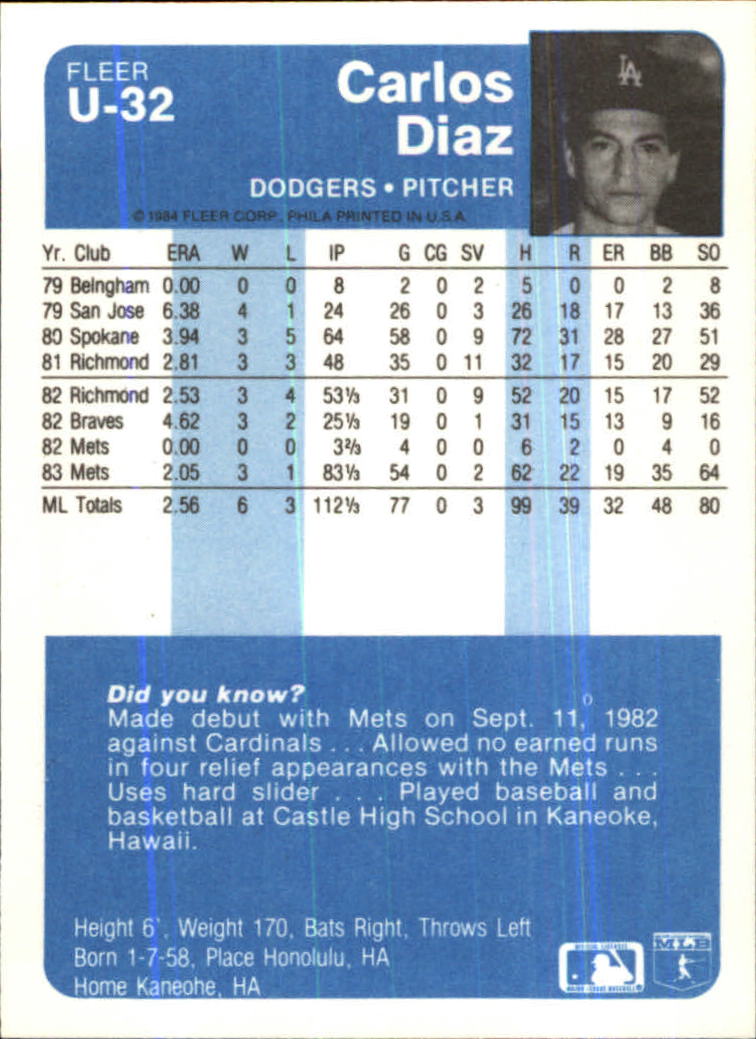 FLEER
U-32
Carlos
Diaz
DODGERS • PITCHER
© 1984 FLEER CORP., PHILA PRINTED IN U.S.A.
LA
Yr. Club ERA W L IP G CG SV H R ER BB SO
79 Belngham 0.00 0 0 8 2 0 2 5 0 0 2 8
79 San Jose 6.38 4 1 24 26 0 3 26 18 17 13 36
80 Spokane 3.94 3 5 64 58 0 9 72 31 28 27 51
81 Richmond 2.81 3 3 48 35 0 11 32 17 15 20 29
82 Richmond 2.53 3 4 53⅓ 31 0 9 52 20 15 17 52
82 Braves 4.62 3 2 25⅓ 19 0 1 31 15 13 9 16
82 Mets 0.00 0 0 3⅔ 4 0 0 6 2 0 4 0
83 Mets 2.05 3 1 83⅓ 54 0 2 62 22 19 35 64
ML Totals 2.56 6 3 112⅓ 77 0 3 99 39 32 48 80
Did you know?
Made debut with Mets on Sept. 11, 1982
against Cardinals . . . Allowed no earned runs
in four relief appearances with the Mets . . .
Uses hard slider . . . Played baseball and
basketball at Castle High School in Kaneoke,
Hawaii.
Height 6', Weight 170, Bats Right, Throws Left
Born 1-7-58, Place Honolulu, HA
Home Kaneohe, HA
MLB